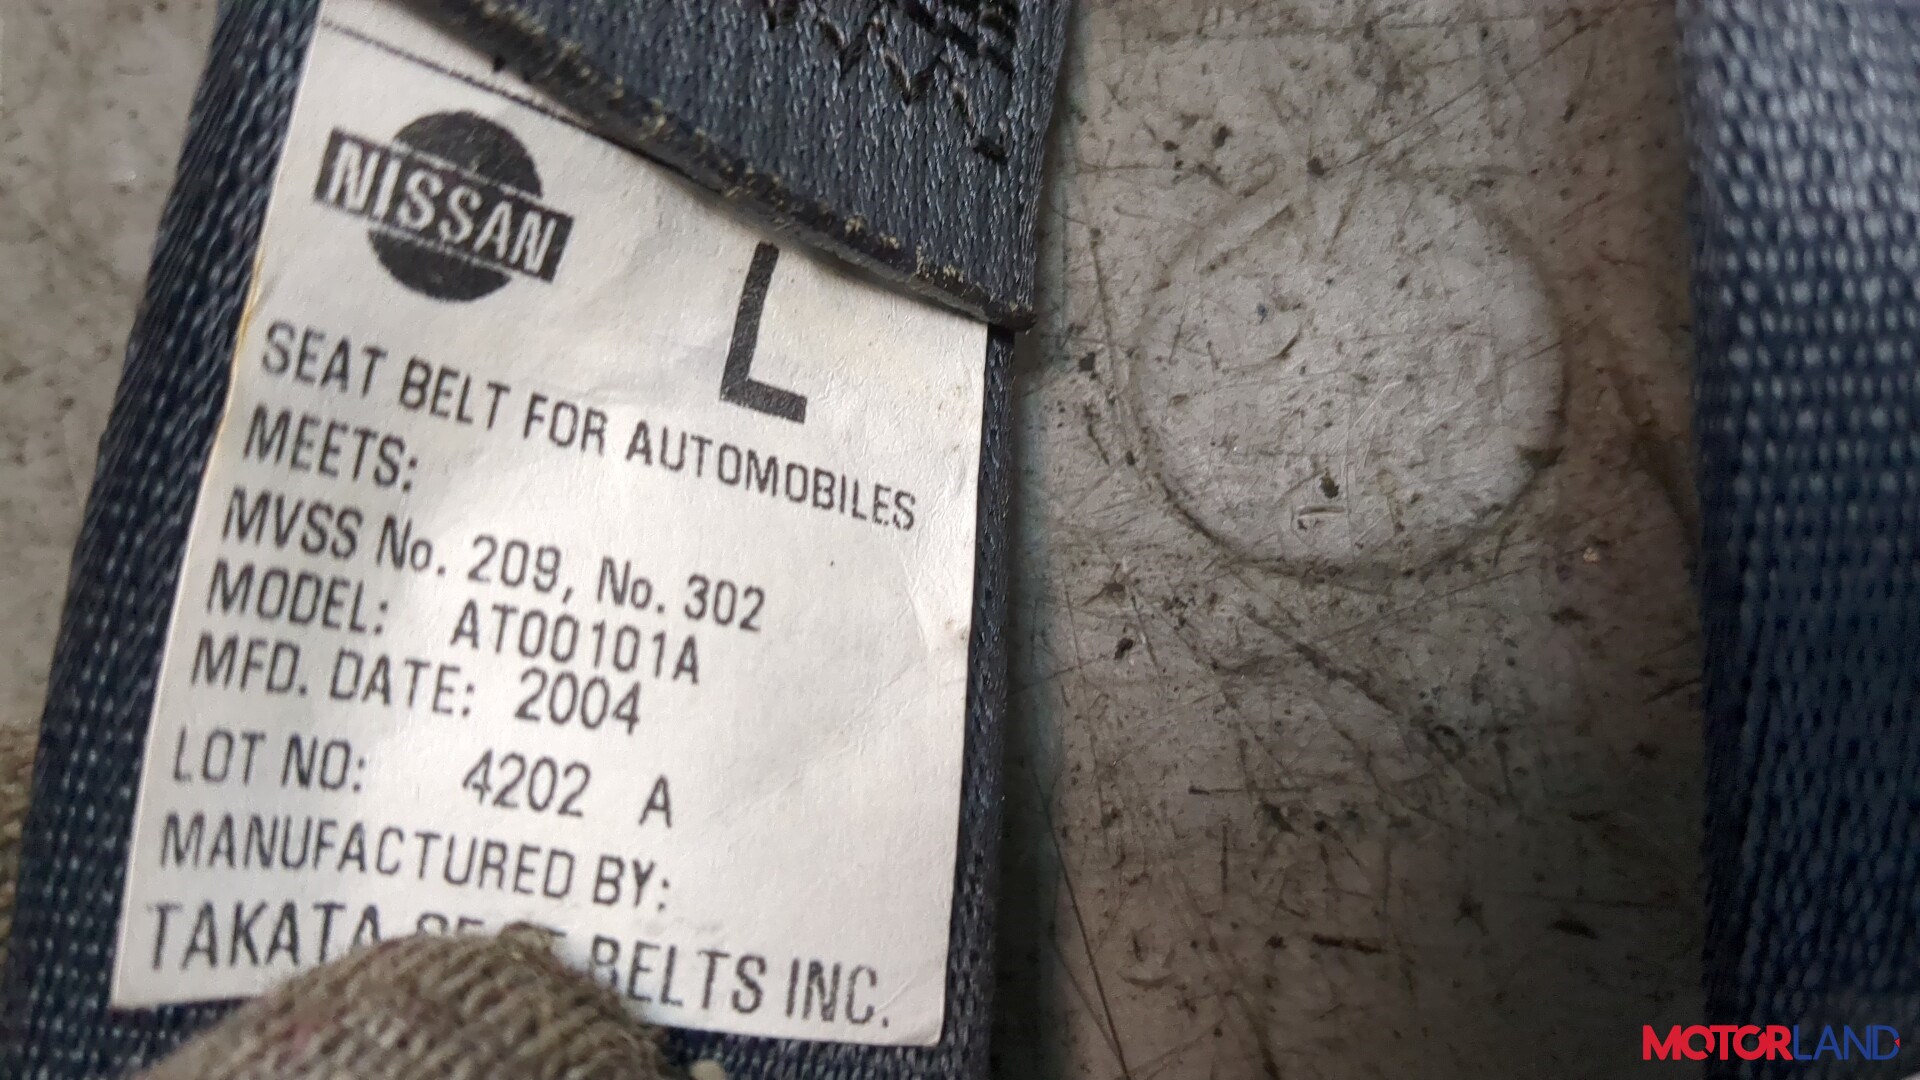 NISSAN
L
SEAT BELT FOR AUTOMOBILES
MEETS:
MVSS No. 209, No. 302
MODEL: AT00101A
MFD. DATE: 2004
LOT NO: 4202 A
MANUFACTURED BY:
TAKATA SEAT BELTS INC.
MOTORLAND